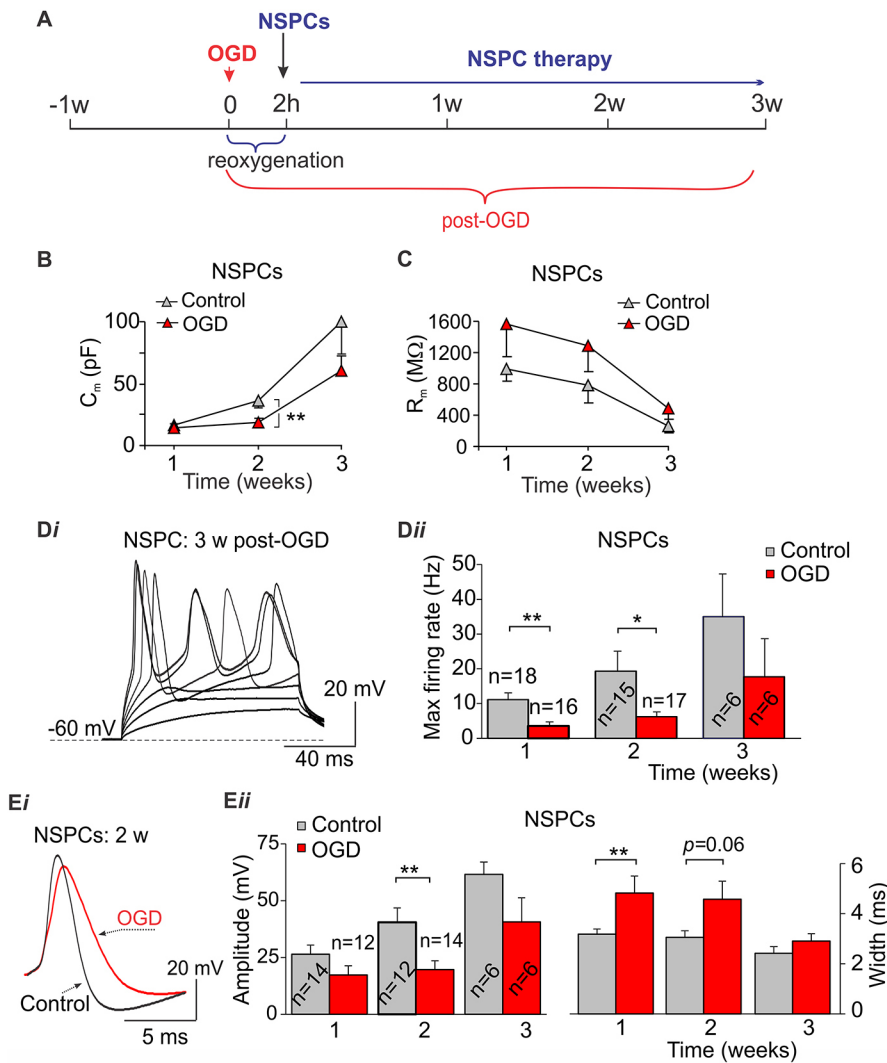 A
NSPCs
OGD
NSPC therapy
-1w 0 2h 1w 2w 3w
reoxygenation
post-OGD
B
NSPCs
Control
OGD
100
50
0
Cm (pF)
**
1 2 3
Time (weeks)
C
NSPCs
Control
OGD
1600
1200
800
400
0
Rm (MΩ)
1 2 3
Time (weeks)
Di
NSPC: 3 w post-OGD
-60 mV
20 mV
40 ms
Dii
NSPCs
Control
OGD
50
40
30
20
10
0
Max firing rate (Hz)
** *
n=18 n=16 n=15 n=17 n=6 n=6
1 2 3
Time (weeks)
Ei
NSPCs: 2 w
OGD
Control
20 mV
5 ms
Eii
NSPCs
Control
OGD
75
50
25
0
Amplitude (mV)
**
n=14 n=12 n=12 n=14 n=6 n=6
1 2 3
** p=0.06
6
4
2
0
Width (ms)
1 2 3
Time (weeks)